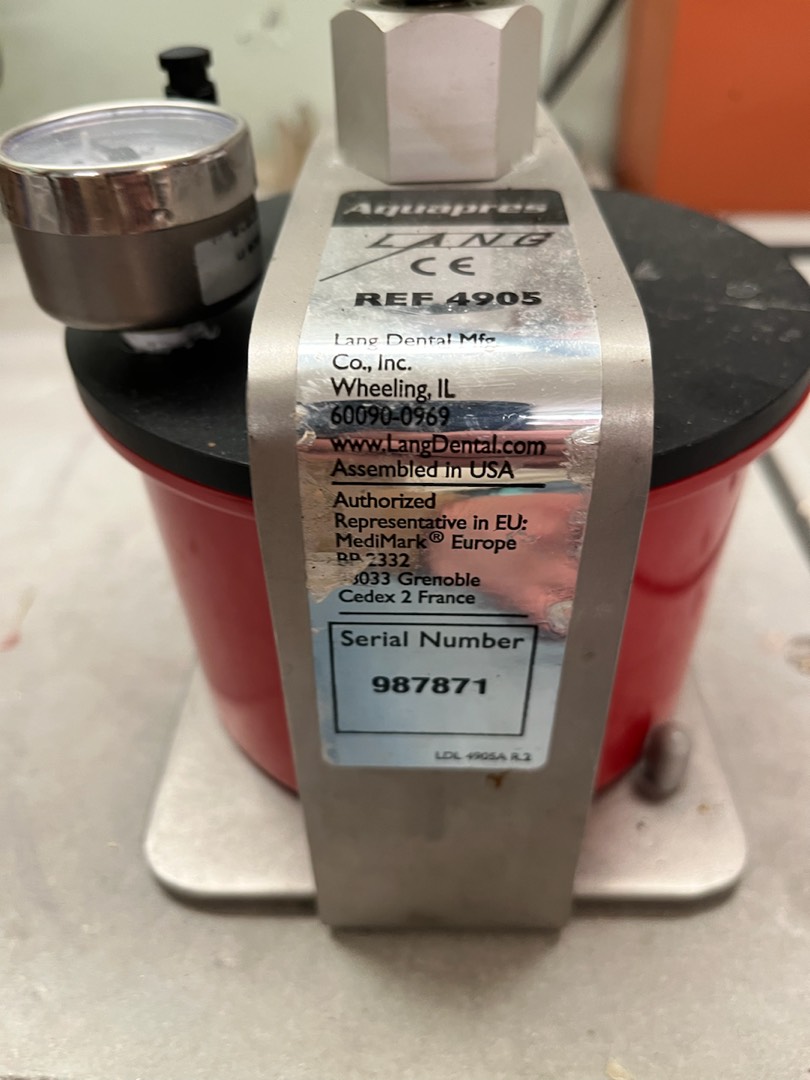 Aquapres
LANG
CE
REF 4905
Lang Dental Mfg
Co., Inc.
Wheeling, IL
60090-0969
www.LangDental.com
Assembled in USA
Authorized
Representative in EU:
MediMark® Europe
BP 2332
033 Grenoble
Cedex 2 France
Serial Number
987871
LDL 4905A R.2